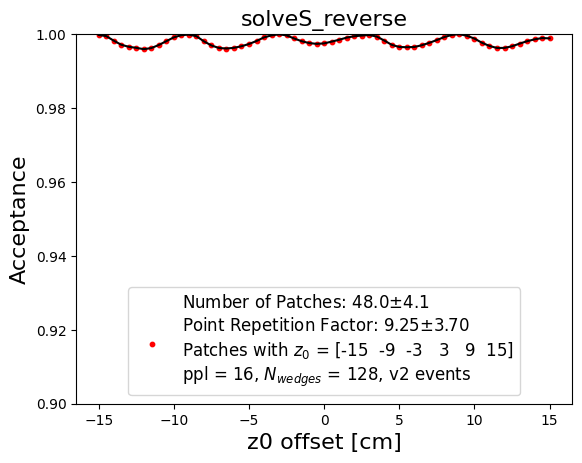 solveS_reverse
1.00
0.98
0.96
0.94
0.92
0.90
Acceptance
Number of Patches: 48.0±4.1
Point Repetition Factor: 9.25±3.70
Patches with z0 = [-15 -9 -3 3 9 15]
ppl = 16, Nwedges = 128, v2 events
−15
−10
−5
0
5
10
15
z0 offset [cm]